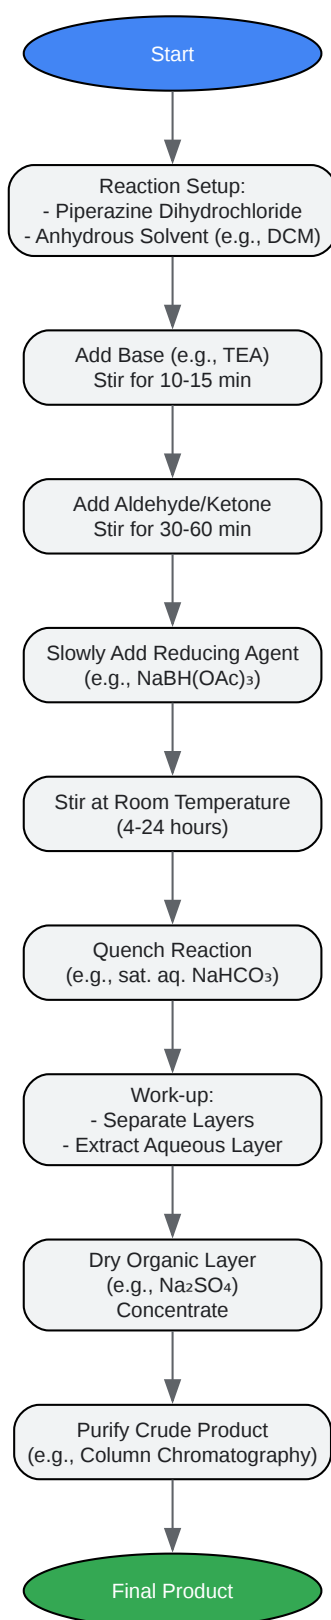 Start
Reaction Setup:
- Piperazine Dihydrochloride
- Anhydrous Solvent (e.g., DCM)
Add Base (e.g., TEA)
Stir for 10-15 min
Add Aldehyde/Ketone
Stir for 30-60 min
Slowly Add Reducing Agent
(e.g., NaBH(OAc)₃)
Stir at Room Temperature
(4-24 hours)
Quench Reaction
(e.g., sat. aq. NaHCO₃)
Work-up:
- Separate Layers
- Extract Aqueous Layer
Dry Organic Layer
(e.g., Na₂SO₄)
Concentrate
Purify Crude Product
(e.g., Column Chromatography)
Final Product